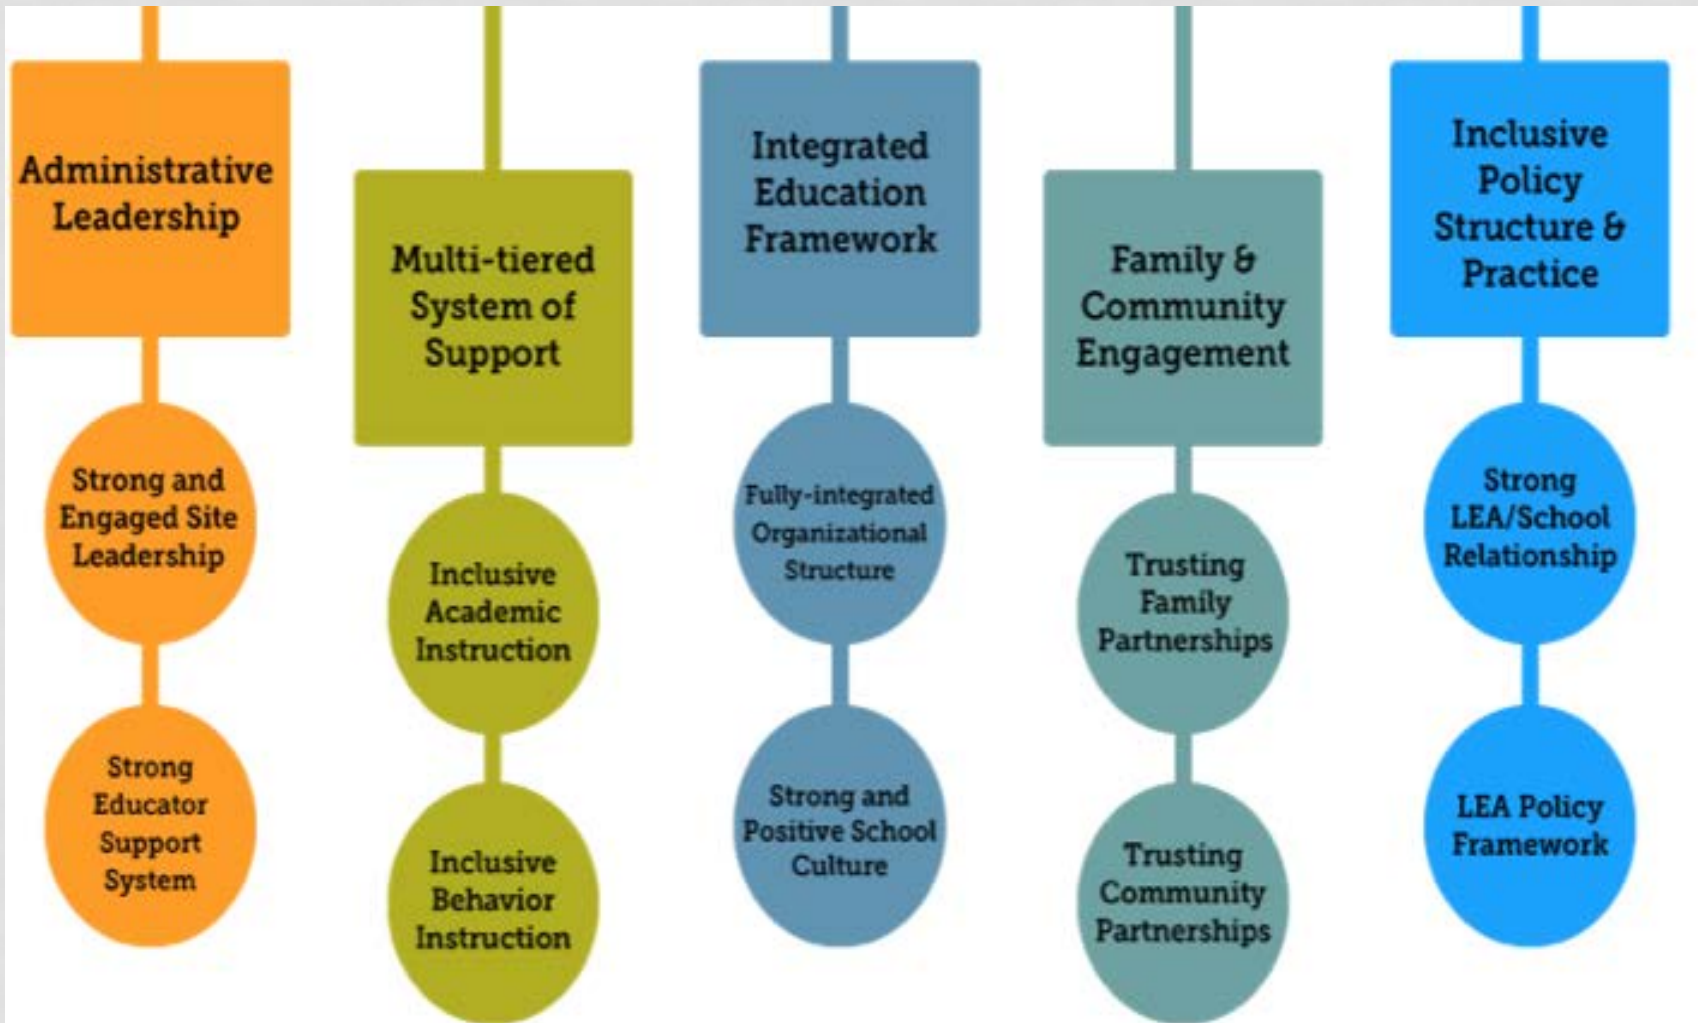 Administrative
Leadership
Strong and
Engaged Site
Leadership
Strong
Educator
Support
System
Multi-tiered
System of
Support
Inclusive
Academic
Instruction
Inclusive
Behavior
Instruction
Integrated
Education
Framework
Fully-integrated
Organizational
Structure
Strong and
Positive School
Culture
Family &
Community
Engagement
Trusting
Family
Partnerships
Trusting
Community
Partnerships
Inclusive
Policy
Structure &
Practice
Strong
LEA/School
Relationship
LEA Policy
Framework